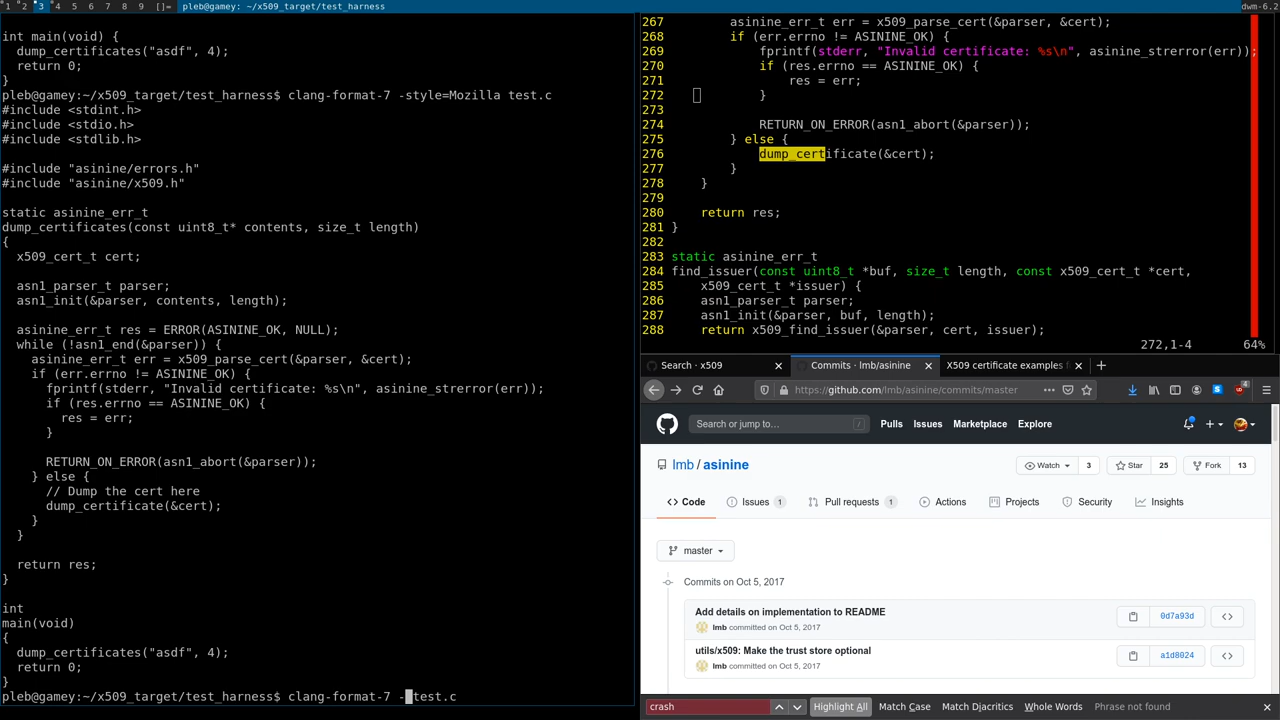 1 2 3 4 5 6 7 8 9 []= pleb@gamey: ~/x509_target/test_harness
dwm-6.2
int main(void) {
  dump_certificates("asdf", 4);
  return 0;
}
pleb@gamey:~/x509_target/test_harness$ clang-format-7 -style=Mozilla test.c
#include <stdint.h>
#include <stdio.h>
#include <stdlib.h>
#include "asinine/errors.h"
#include "asinine/x509.h"
static asinine_err_t
dump_certificates(const uint8_t* contents, size_t length)
{
  x509_cert_t cert;
  asn1_parser_t parser;
  asn1_init(&parser, contents, length);
  asinine_err_t res = ERROR(ASININE_OK, NULL);
  while (!asn1_end(&parser)) {
    asinine_err_t err = x509_parse_cert(&parser, &cert);
    if (err.errno != ASININE_OK) {
      fprintf(stderr, "Invalid certificate: %s\n", asinine_strerror(err));
      if (res.errno == ASININE_OK) {
        res = err;
      }
      RETURN_ON_ERROR(asn1_abort(&parser));
    } else {
      // Dump the cert here
      dump_certificate(&cert);
    }
  }
  return res;
}
int
main(void)
{
  dump_certificates("asdf", 4);
  return 0;
}
pleb@gamey:~/x509_target/test_harness$ clang-format-7 -test.c
267 asinine_err_t err = x509_parse_cert(&parser, &cert);
268 if (err.errno != ASININE_OK) {
269 fprintf(stderr, "Invalid certificate: %s\n", asinine_strerror(err));
270 if (res.errno == ASININE_OK) {
271 res = err;
272 }
273
274 RETURN_ON_ERROR(asn1_abort(&parser));
275 } else {
276 dump_certificate(&cert);
277 }
278 }
279
280 return res;
281 }
282
283 static asinine_err_t
284 find_issuer(const uint8_t *buf, size_t length, const x509_cert_t *cert,
285 x509_cert_t *issuer) {
286 asn1_parser_t parser;
287 asn1_init(&parser, buf, length);
288 return x509_find_issuer(&parser, cert, issuer);
272,1-4 64%
Search · x509
Commits · lmb/asinine
X509 certificate examples f
https://github.com/lmb/asinine/commits/master
4
Search or jump to…
/
Pulls Issues Marketplace Explore
lmb / asinine
Watch 3 Star 25 Fork 13
Code Issues 1 Pull requests 1 Actions Projects Security Insights
master
Commits on Oct 5, 2017
Add details on implementation to README
0d7a93d
lmb committed on Oct 5, 2017
utils/x509: Make the trust store optional
a1d8024
lmb committed on Oct 5, 2017
crash
Highlight All Match Case Match Diacritics Whole Words Phrase not found